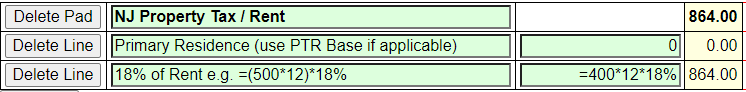 Delete Pad NJ Property Tax / Rent 864.00
Delete Line Primary Residence (use PTR Base if applicable) 0 0.00
Delete Line 18% of Rent e.g. =(500*12)*18% =400*12*18% 864.00